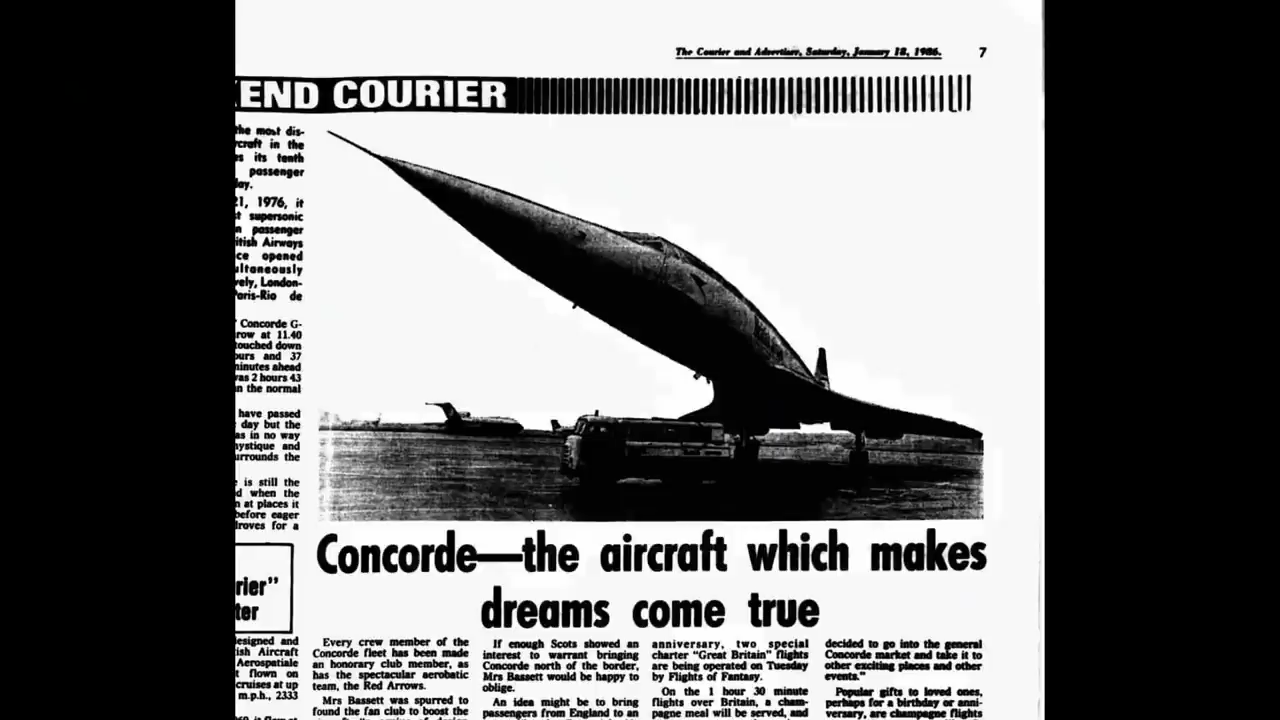 The Courier and Advertiser, Saturday, January 18, 1986. 7
END COURIER
the most dis-
craft in the
s its tenth
passenger
day.
21, 1976, it
t supersonic
n passenger
itish Airways
ce opened
ultaneously
vely, London-
Paris-Rio de
Concorde G-
row at 11.40
touched down
ours and 37
minutes ahead
was 2 hours 43
n the normal
have passed
day but the
as in no way
mystique and
urrounds the
is still the
d when the
n at places it
before eager
droves for a
rier"
ter
Concorde—the aircraft which makes
dreams come true
designed and
ish Aircraft
Aerospatiale
t flown on
cruises at up
m.p.h., 2333
Every crew member of the
Concorde fleet has been made
an honorary club member, as
has the spectacular aerobatic
team, the Red Arrows.
Mrs Bassett was spurred to
found the fan club to boost the
If enough Scots showed an
interest to warrant bringing
Concorde north of the border,
Mrs Bassett would be happy to
oblige.
An idea might be to bring
passengers from England to an
anniversary, two special
charter "Great Britain" flights
are being operated on Tuesday
by Flights of Fantasy.
On the 1 hour 30 minute
flights over Britain, a cham-
pagne meal will be served, and
decided to go into the general
Concorde market and take it to
other exciting places and other
events."
Popular gifts to loved ones,
perhaps for a birthday or anni-
versary, are champagne flights